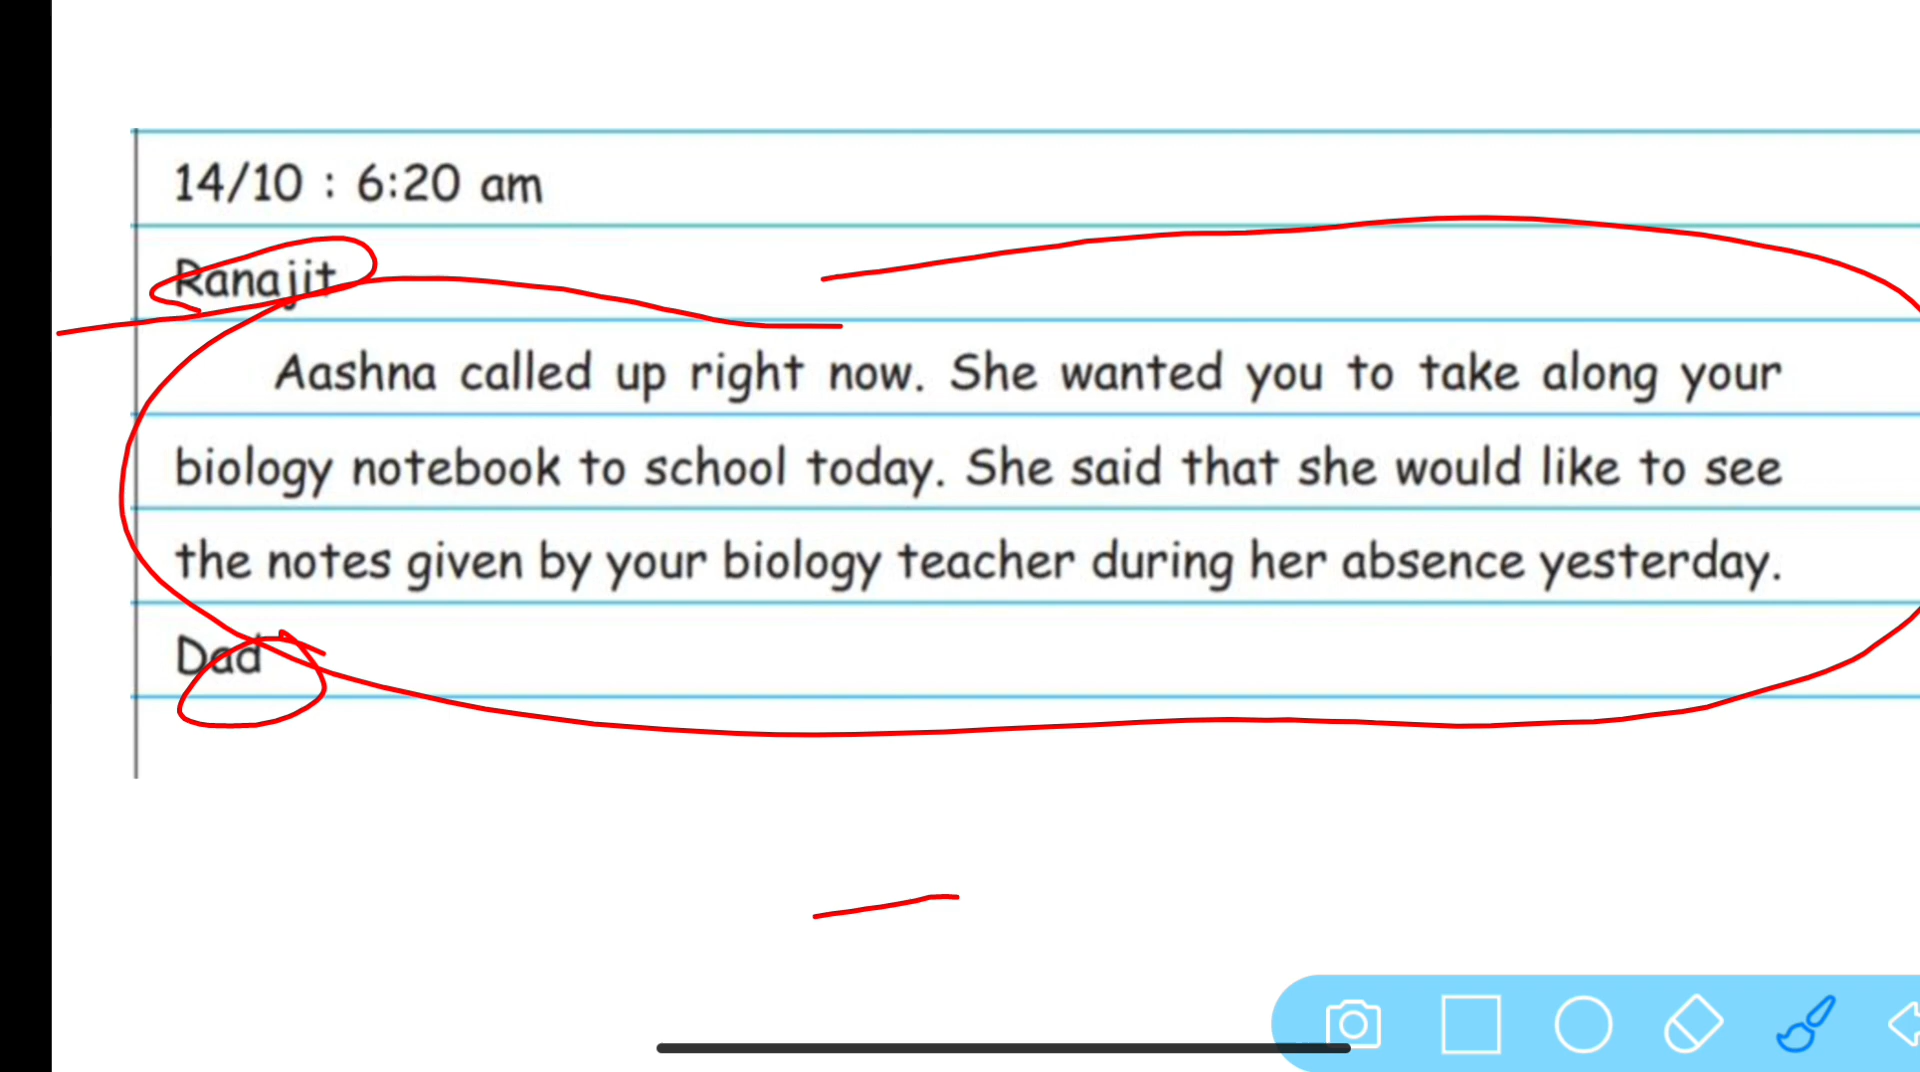 14/10 : 6:20 am
Ranajit
Aashna called up right now. She wanted you to take along your
biology notebook to school today. She said that she would like to see
the notes given by your biology teacher during her absence yesterday.
Dad